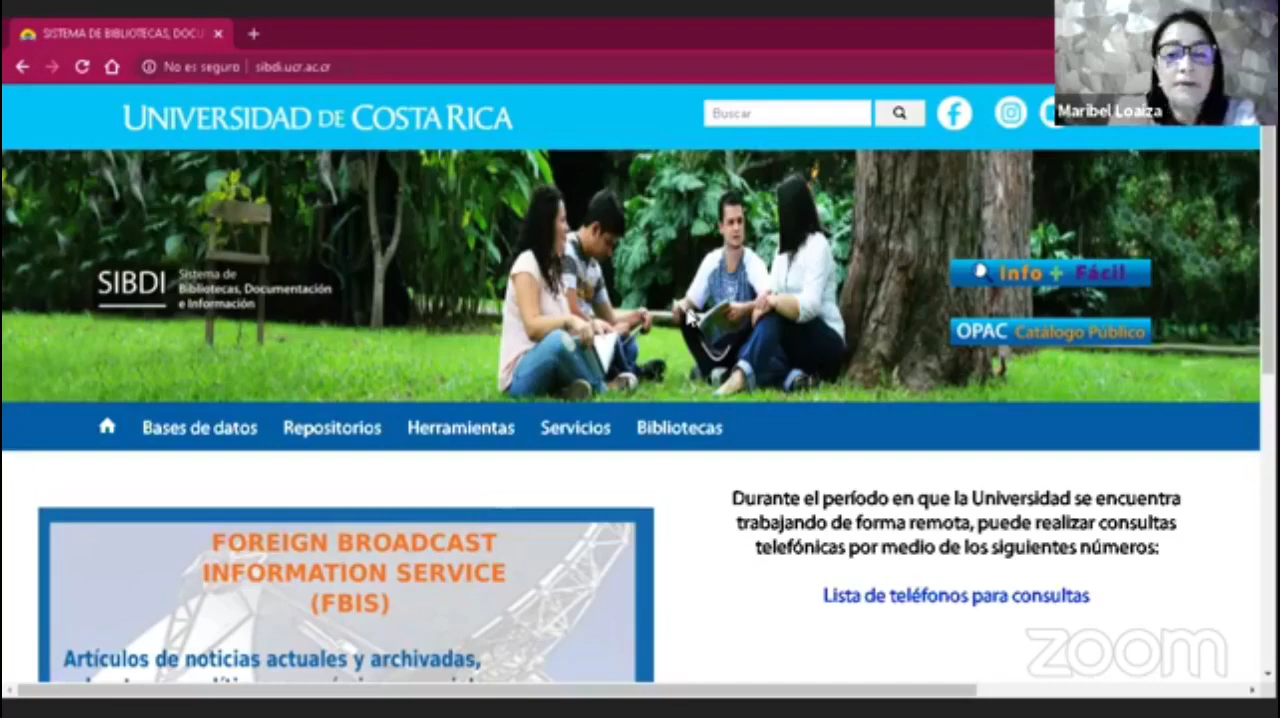 SISTEMA DE BIBLIOTECAS, DOCU
No es seguro | sibdi.ucr.ac.cr
Maribel Loaiza
UNIVERSIDAD DE COSTA RICA
Buscar
SIBDI
Sistema de
Bibliotecas, Documentación
e Información
Info + Fácil
OPAC Catálogo Público
Bases de datos Repositorios Herramientas Servicios Bibliotecas
FOREIGN BROADCAST
INFORMATION SERVICE
(FBIS)
Artículos de noticias actuales y archivadas,
Durante el período en que la Universidad se encuentra
trabajando de forma remota, puede realizar consultas
telefónicas por medio de los siguientes números:
Lista de teléfonos para consultas
zoom